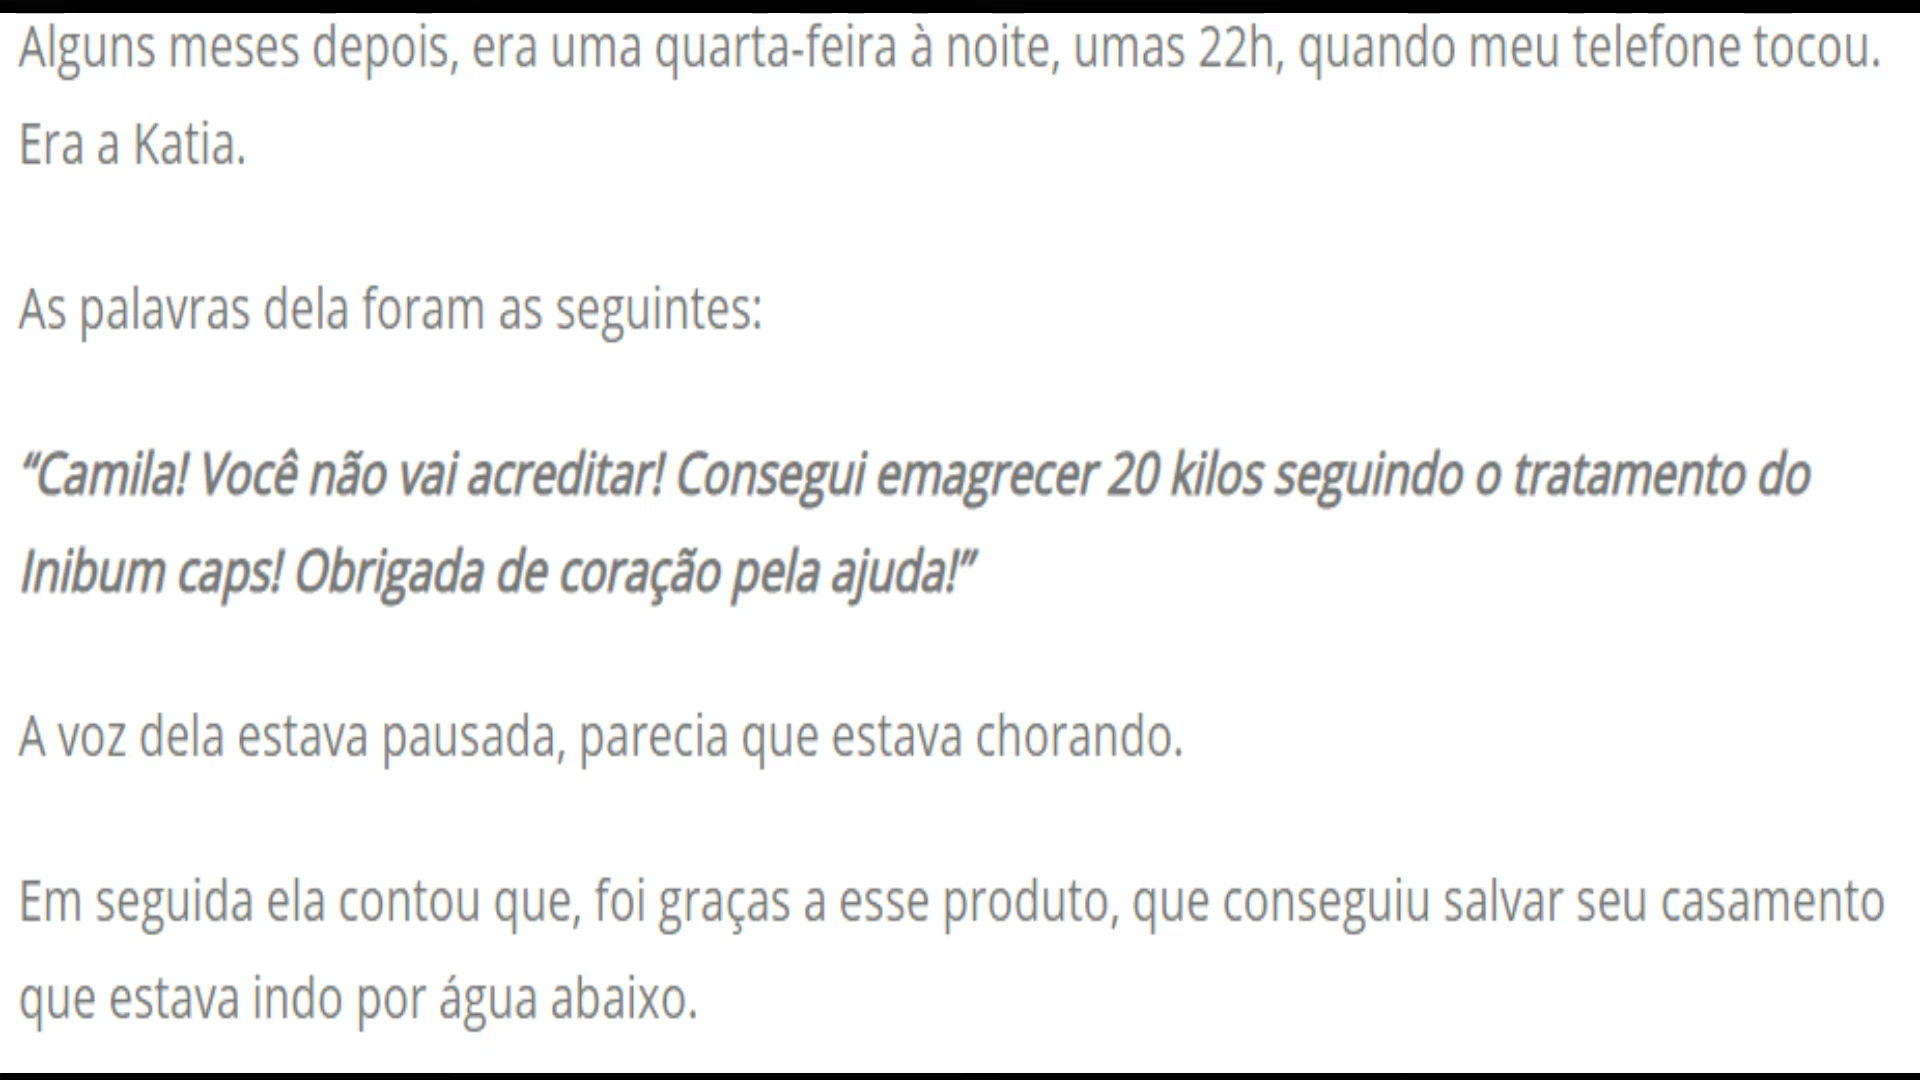 Alguns meses depois, era uma quarta-feira à noite, umas 22h, quando meu telefone tocou.
Era a Katia.
As palavras dela foram as seguintes:
“Camila! Você não vai acreditar! Consegui emagrecer 20 kilos seguindo o tratamento do
Inibum caps! Obrigada de coração pela ajuda!”
A voz dela estava pausada, parecia que estava chorando.
Em seguida ela contou que, foi graças a esse produto, que conseguiu salvar seu casamento
que estava indo por água abaixo.